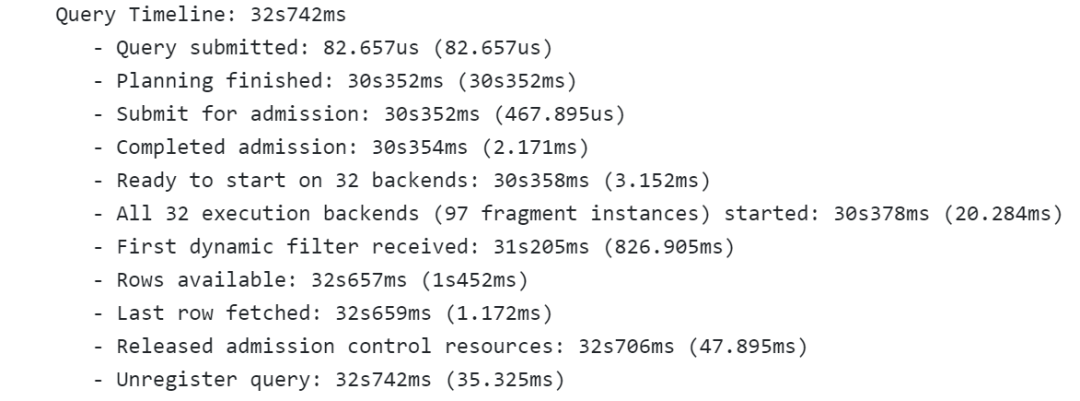 Query Timeline: 32s742ms
- Query submitted: 82.657us (82.657us)
- Planning finished: 30s352ms (30s352ms)
- Submit for admission: 30s352ms (467.895us)
- Completed admission: 30s354ms (2.171ms)
- Ready to start on 32 backends: 30s358ms (3.152ms)
- All 32 execution backends (97 fragment instances) started: 30s378ms (20.284ms)
- First dynamic filter received: 31s205ms (826.905ms)
- Rows available: 32s657ms (1s452ms)
- Last row fetched: 32s659ms (1.172ms)
- Released admission control resources: 32s706ms (47.895ms)
- Unregister query: 32s742ms (35.325ms)